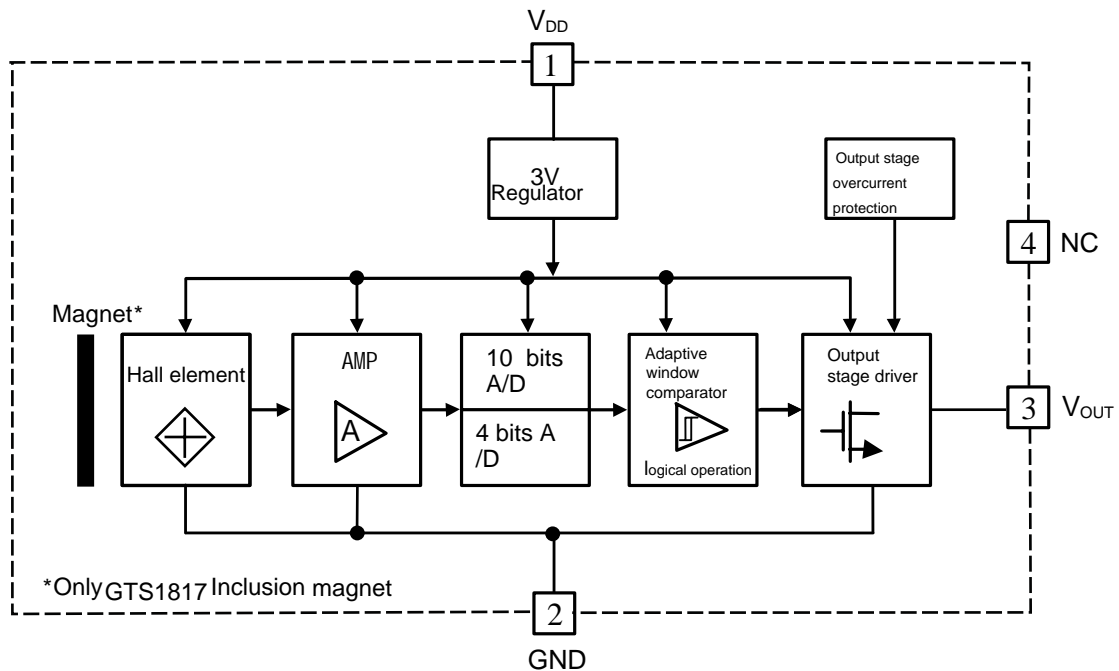 VDD
1
3V
Regulator
Output stage
overcurrent
protection
4 NC
Magnet*
Hall element
AMP
A
10 bits
A/D
4 bits A
/D
Adaptive
window
comparator
logical operation
Output
stage driver
3 VOUT
*Only GTS1817 Inclusion magnet
2
GND